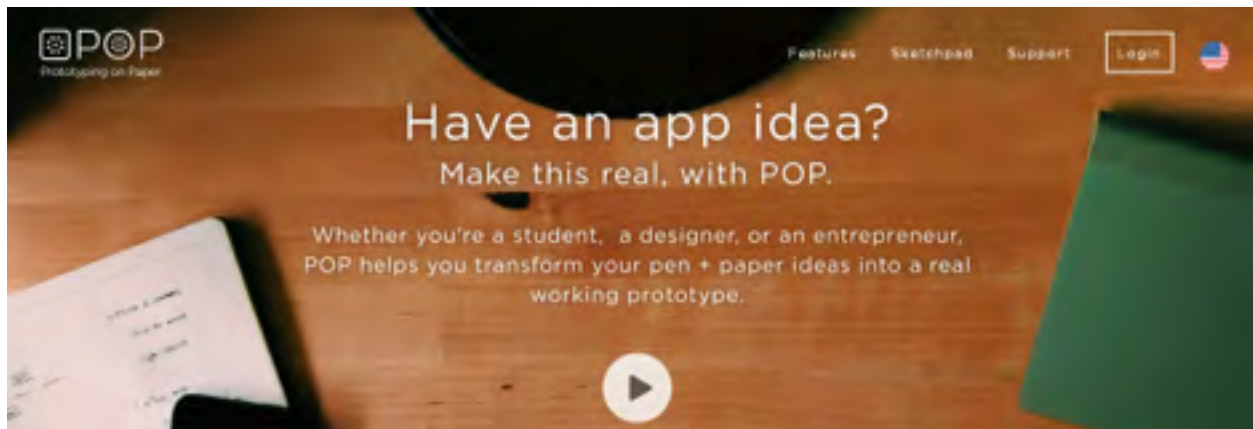 POP
Prototyping on Paper
Features Sketchpad Support Login
Have an app idea?
Make this real, with POP.
Whether you're a student, a designer, or an entrepreneur,
POP helps you transform your pen + paper ideas into a real
working prototype.